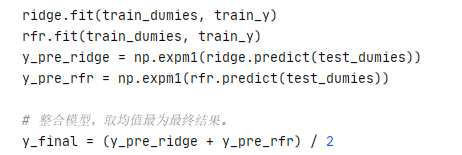 ridge.fit(train_dumies, train_y)
rfr.fit(train_dumies, train_y)
y_pre_ridge = np.expm1(ridge.predict(test_dumies))
y_pre_rfr = np.expm1(rfr.predict(test_dumies))
# 整合模型，取均值最为最终结果。
y_final = (y_pre_ridge + y_pre_rfr) / 2